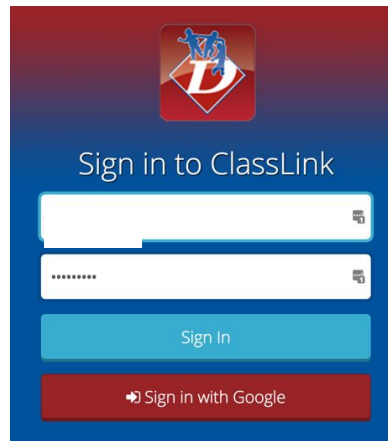 D
Sign in to ClassLink
•••••••••
Sign In
Sign in with Google